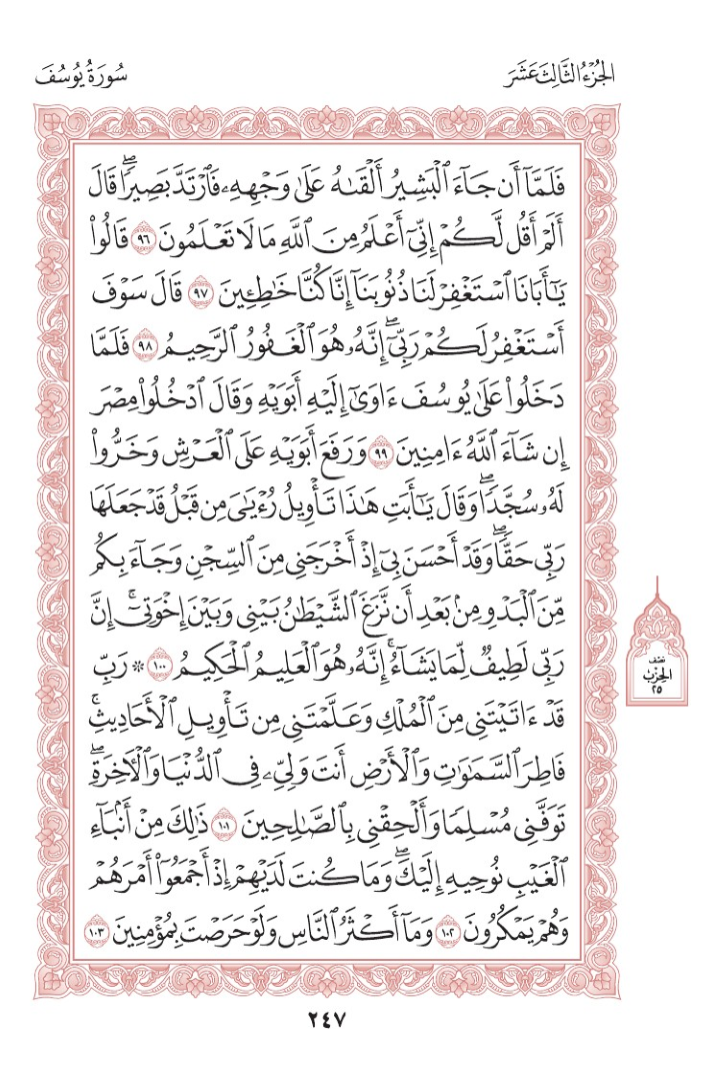 الجُزْءُ الثَّالِثَ عَشَرَ
سُورَةُ يُوسُفَ
فَلَمَّآ أَن جَآءَ ٱلۡبَشِيرُ أَلۡقَىٰهُ عَلَىٰ وَجۡهِهِۦ فَٱرۡتَدَّ بَصِيرٗاۖ قَالَ
أَلَمۡ أَقُل لَّكُمۡ إِنِّيٓ أَعۡلَمُ مِنَ ٱللَّهِ مَا لَا تَعۡلَمُونَ ٩٦ قَالُواْ
يَٰٓأَبَانَا ٱسۡتَغۡفِرۡ لَنَا ذُنُوبَنَآ إِنَّا كُنَّا خَٰطِـِٔينَ ٩٧ قَالَ سَوۡفَ
أَسۡتَغۡفِرُ لَكُمۡ رَبِّيٓۖ إِنَّهُۥ هُوَ ٱلۡغَفُورُ ٱلرَّحِيمُ ٩٨ فَلَمَّا
دَخَلُواْ عَلَىٰ يُوسُفَ ءَاوَىٰٓ إِلَيۡهِ أَبَوَيۡهِ وَقَالَ ٱدۡخُلُواْ مِصۡرَ
إِن شَآءَ ٱللَّهُ ءَامِنِينَ ٩٩ وَرَفَعَ أَبَوَيۡهِ عَلَى ٱلۡعَرۡشِ وَخَرُّواْ
لَهُۥ سُجَّدٗاۖ وَقَالَ يَٰٓأَبَتِ هَٰذَا تَأۡوِيلُ رُءۡيَٰيَ مِن قَبۡلُ قَدۡ جَعَلَهَا
رَبِّي حَقّٗاۖ وَقَدۡ أَحۡسَنَ بِيٓ إِذۡ أَخۡرَجَنِي مِنَ ٱلسِّجۡنِ وَجَآءَ بِكُم
مِّنَ ٱلۡبَدۡوِ مِنۢ بَعۡدِ أَن نَّزَغَ ٱلشَّيۡطَٰنُ بَيۡنِي وَبَيۡنَ إِخۡوَتِيٓۚ إِنَّ
رَبِّي لَطِيفٞ لِّمَا يَشَآءُۚ إِنَّهُۥ هُوَ ٱلۡعَلِيمُ ٱلۡحَكِيمُ ١٠٠ ۞ رَبِّ
قَدۡ ءَاتَيۡتَنِي مِنَ ٱلۡمُلۡكِ وَعَلَّمۡتَنِي مِن تَأۡوِيلِ ٱلۡأَحَادِيثِۚ
فَاطِرَ ٱلسَّمَٰوَٰتِ وَٱلۡأَرۡضِ أَنتَ وَلِيِّۦ فِي ٱلدُّنۡيَا وَٱلۡأٓخِرَةِۖ
تَوَفَّنِي مُسۡلِمٗا وَأَلۡحِقۡنِي بِٱلصَّٰلِحِينَ ١٠١ ذَٰلِكَ مِنۡ أَنۢبَآءِ
ٱلۡغَيۡبِ نُوحِيهِ إِلَيۡكَۖ وَمَا كُنتَ لَدَيۡهِمۡ إِذۡ أَجۡمَعُوٓاْ أَمۡرَهُمۡ
وَهُمۡ يَمۡكُرُونَ ١٠٢ وَمَآ أَكۡثَرُ ٱلنَّاسِ وَلَوۡ حَرَصۡتَ بِمُؤۡمِنِينَ ١٠٣
نِصْف
الحِزْب
٢٥
٢٤٧